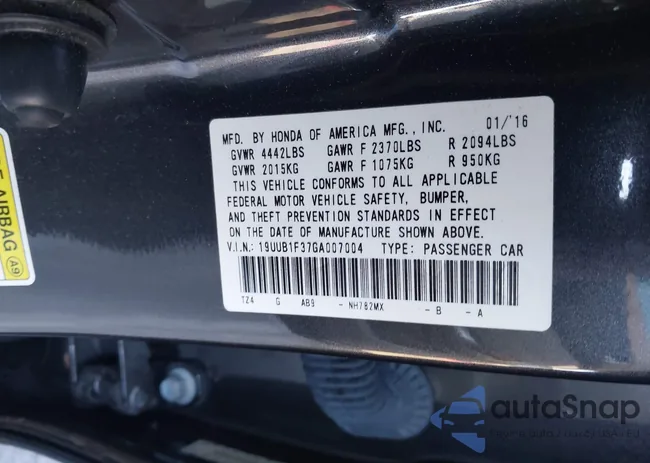 MFD. BY HONDA OF AMERICA MFG., INC. 01/'16
GVWR 4442LBS GAWR F 2370LBS R 2094LBS
GVWR 2015KG GAWR F 1075KG R 950KG
THIS VEHICLE CONFORMS TO ALL APPLICABLE
FEDERAL MOTOR VEHICLE SAFETY, BUMPER,
AND THEFT PREVENTION STANDARDS IN EFFECT
ON THE DATE OF MANUFACTURE SHOWN ABOVE.
V.I.N.: 19UUB1F37GA007004 TYPE: PASSENGER CAR
TZ4 G AB9 - NH782MX - B - A
AIRBAG A9
autoSnap